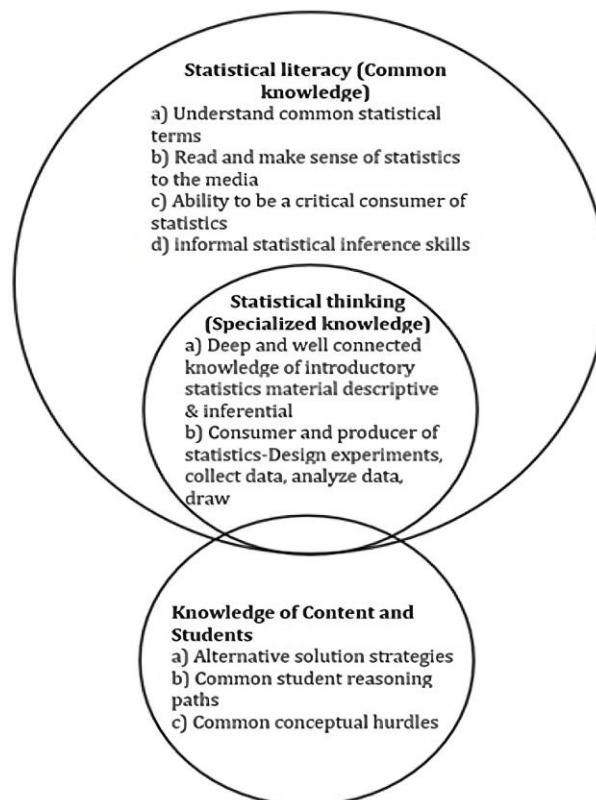 Statistical literacy (Common
knowledge)
a) Understand common statistical
terms
b) Read and make sense of statistics
to the media
c) Ability to be a critical consumer of
statistics
d) informal statistical inference skills
Statistical thinking
(Specialized knowledge)
a) Deep and well connected
knowledge of introductory
statistics material descriptive
& inferential
b) Consumer and producer of
statistics-Design experiments,
collect data, analyze data,
draw
Knowledge of Content and
Students
a) Alternative solution strategies
b) Common student reasoning
paths
c) Common conceptual hurdles